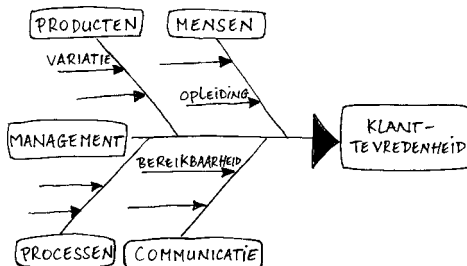 PRODUCTEN
MENSEN
VARIATIE
OPLEIDING
MANAGEMENT
KLANT-
TEVREDENHEID
BEREIKBAARHEID
PROCESSEN
COMMUNICATIE